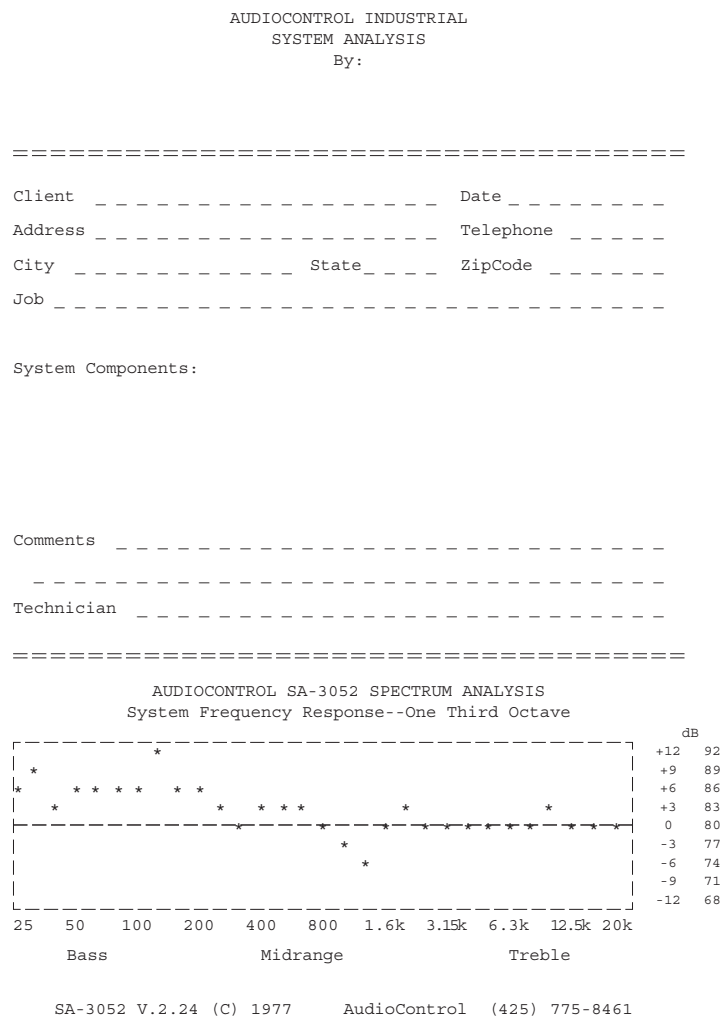 AUDIOCONTROL INDUSTRIAL
SYSTEM ANALYSIS
By:
Client Date
Address Telephone
City State ZipCode
Job
System Components:
Comments
Technician
AUDIOCONTROL SA-3052 SPECTRUM ANALYSIS
System Frequency Response--One Third Octave
dB
+12 92
+9 89
+6 86
+3 83
0 80
-3 77
-6 74
-9 71
-12 68
25 50 100 200 400 800 1.6k 3.15k 6.3k 12.5k 20k
Bass Midrange Treble
SA-3052 V.2.24 (C) 1977 AudioControl (425) 775-8461